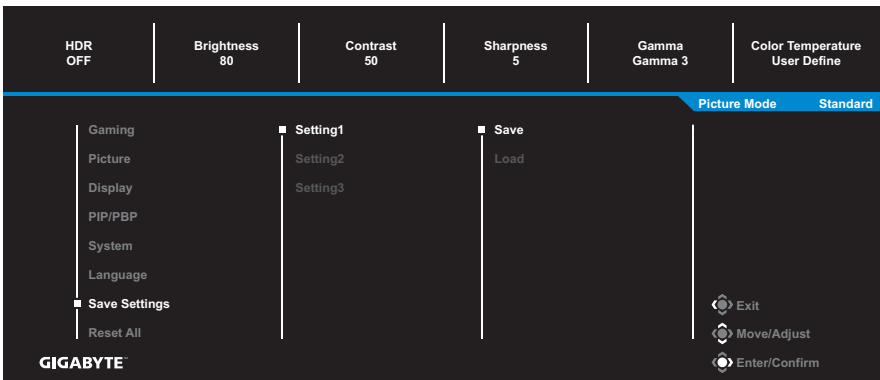 HDR Brightness Contrast Sharpness Gamma Color Temperature
OFF 80 50 5 Gamma 3 User Define
Picture Mode Standard
Gaming Setting1 Save
Picture Setting2 Load
Display Setting3
PIP/PBP
System
Language
Save Settings Exit
Reset All Move/Adjust
GIGABYTE™ Enter/Confirm